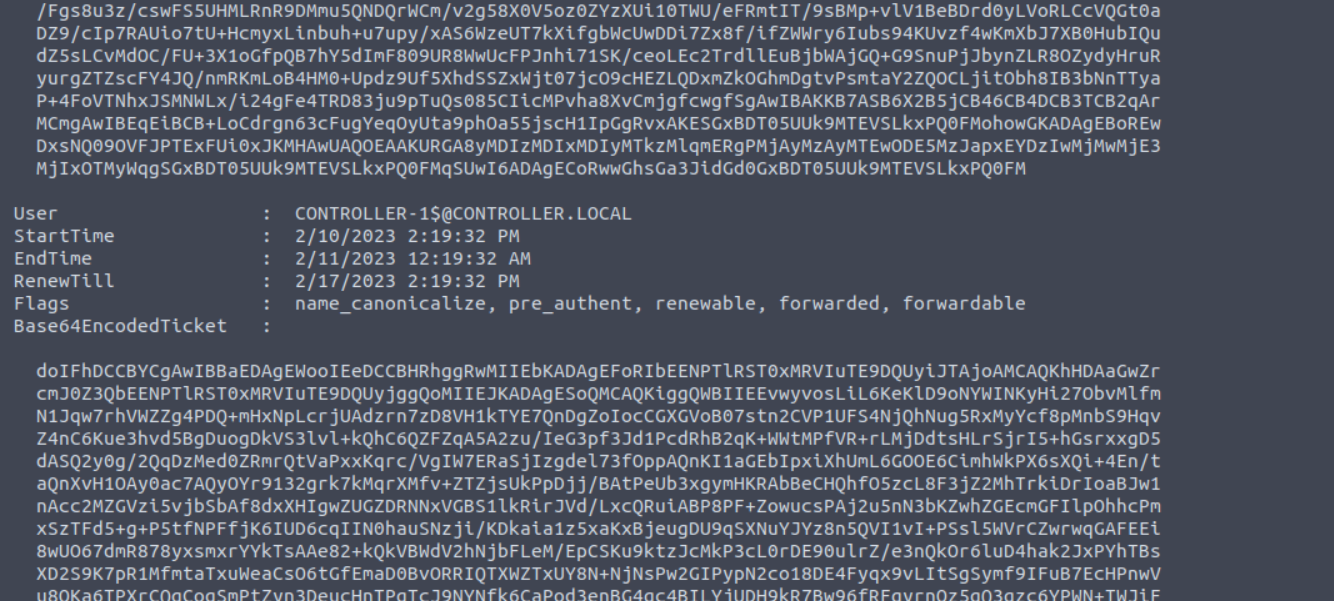 /Fgs8u3z/cswFS5UHMLRnR9DMmu5QNDQrWCm/v2g58X0V5oz0ZYzXUi10TWU/eFRmtIT/9sBMp+vlV1BeBDrd0yLVoRLCcVQGt0a
DZ9/cIp7RAUio7tU+HcmyxLinbuh+u7upy/xAS6WzeUT7kXifgbWcUwDDi7Zx8f/ifZWWry6Iubs94KUvzf4wKmXbJ7XB0HubIQu
dZ5sLCvMdOC/FU+3X1oGfpQB7hY5dImF809UR8WwUcFPJnhi71SK/ceoLEc2TrdllEuBjbWAjGQ+G9SnuPjJbynZLR8OZydyHruR
yurgZTZscFY4JQ/nmRKmLoB4HM0+Updz9Uf5XhdSSZxWjt07jcO9cHEZLQDxmZkOGhmDgtvPsmtaY2ZQOCLjitObh8IB3bNnTTya
P+4FoVTNhxJSMNWLx/i24gFe4TRD83ju9pTuQs085CIicMPvha8XvCmjgfcwgfSgAwIBAKKB7ASB6X2B5jCB46CB4DCB3TCB2qAr
MCmgAwIBEqEiBCB+LoCdrgn63cFugYeqOyUta9phOa55jscH1IpGgRvxAKESGxBDT05UUk9MTEVSLkxPQ0FMohowGKADAgEBoREw
DxsNQ09OVFJPTExFUi0xJKMHAwUAQOEAAKURGA8yMDIzMDIxMDIyMTkzMlqmERgPMjAyMzAyMTEwODE5MzJapxEYDzIwMjMwMjE3
MjIxOTMyWqgSGxBDT05UUk9MTEVSLkxPQ0FMqSUwI6ADAgECoRwwGhsGa3JidGd0GxBDT05UUk9MTEVSLkxPQ0FM
User : CONTROLLER-1$@CONTROLLER.LOCAL
StartTime : 2/10/2023 2:19:32 PM
EndTime : 2/11/2023 12:19:32 AM
RenewTill : 2/17/2023 2:19:32 PM
Flags : name_canonicalize, pre_authent, renewable, forwarded, forwardable
Base64EncodedTicket :
doIFhDCCBYCgAwIBBaEDAgEWooIEeDCCBHRhggRwMIIEbKADAgEFoRIbEENPTlRST0xMRVIuTE9DQUyiJTAjoAMCAQKhHDAaGwZr
cmJ0Z3QbEENPTlRST0xMRVIuTE9DQUyjggQoMIIEJKADAgESoQMCAQKiggQWBIIEEvwyvosLiL6KeKlD9oNYWINKyHi27ObvMlfm
N1Jqw7rhVWZZg4PDQ+mHxNpLcrjUAdzrn7zD8VH1kTYE7QnDgZoIocCGXGVoB07stn2CVP1UFS4NjQhNug5RxMyYcf8pMnbS9Hqv
Z4nC6Kue3hvd5BgDuogDkVS3lvl+kQhC6QZFZqA5A2zu/IeG3pf3Jd1PcdRhB2qK+WWtMPfVR+rLMjDdtsHLrSjrI5+hGsrxxgD5
dASQ2y0g/2QqDzMed0ZRmrQtVaPxxKqrc/VgIW7ERaSjIzgdel73fOppAQnKI1aGEbIpxiXhUmL6GOOE6CimhWkPX6sXQi+4En/t
aQnXvH1OAy0ac7AQyOYr9132grk7kMqrXMfv+ZTZjsUkPpDjj/BAtPeUb3xgymHKRAbBeCHQhfO5zcL8F3jZ2MhTrkiDrIoaBJw1
nAcc2MZGVzi5vjbSbAf8dxXHIgwZUGZDRNNxVGBS1lkRirJVd/LxcQRuiABP8PF+ZowucsPAj2u5nN3bKZwhZGEcmGFIlpOhhcPm
xSzTFd5+g+P5tfNPFfjK6IUD6cqIIN0hauSNzji/KDkaia1z5xaKxBjeugDU9qSXNuYJYz8n5QVI1vI+PSsl5WVrCZwrwqGAFEEi
8wUO67dmR878yxsmxrYYkTsAAe82+kQkVBWdV2hNjbFLeM/EpCSKu9ktzJcMkP3cL0rDE90ulrZ/e3nQkOr6luD4hak2JxPYhTBs
XD2S9K7pR1MfmtaTxuWeaCsO6tGfEmaD0BvORRIQTXWZTxUY8N+NjNsPw2GIPypN2co18DE4Fyqx9vLItSgSymf9IFuB7EcHPnwV